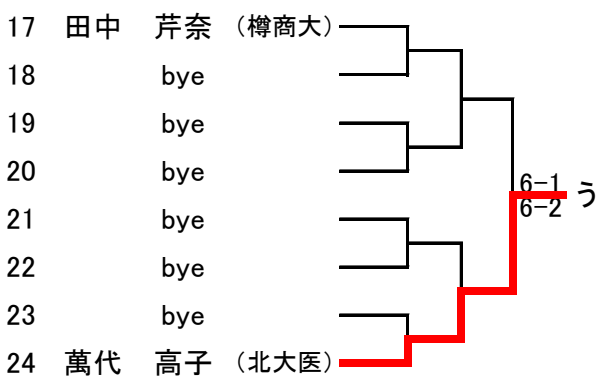 17 田中 芹奈 (樽商大)
18 bye
19 bye
20 bye
21 bye
22 bye
23 bye
24 萬代 高子 (北大医)
6-1
6-2
う